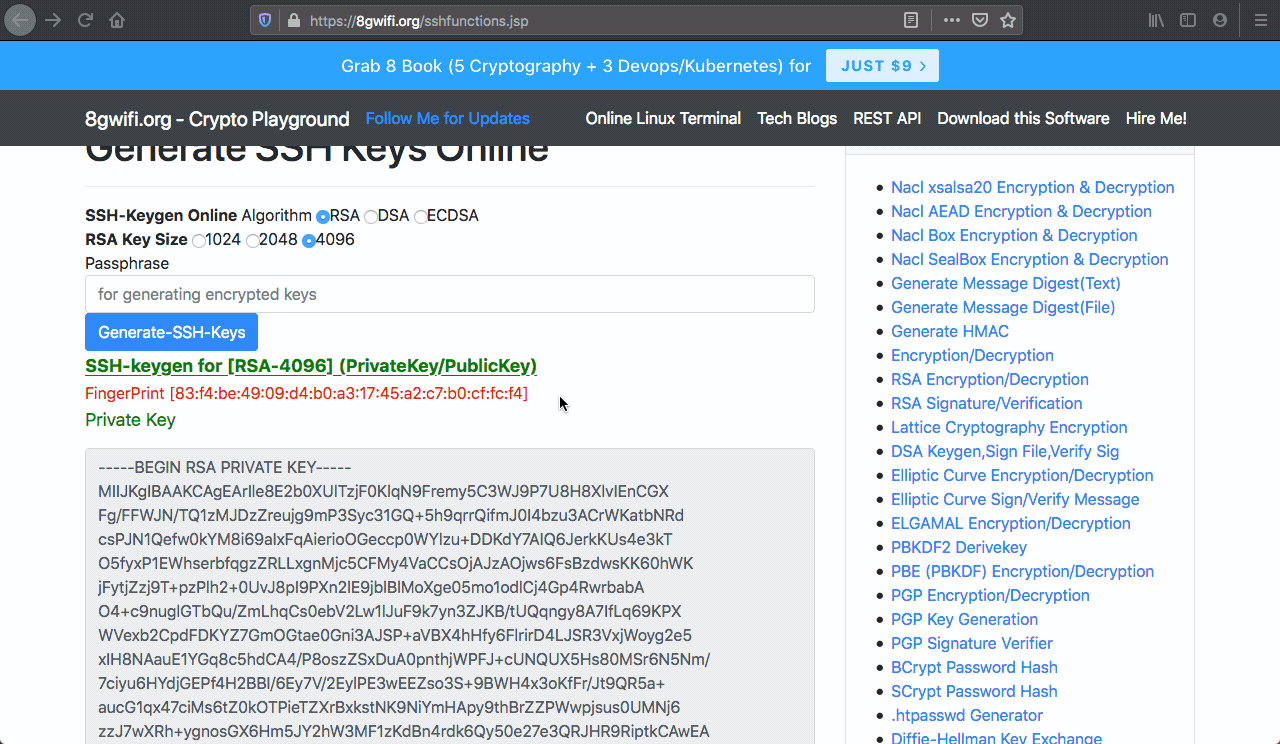 https://8gwifi.org/sshfunctions.jsp
Grab 8 Book (5 Cryptography + 3 Devops/Kubernetes) for JUST $9 >
8gwifi.org - Crypto Playground Follow Me for Updates Online Linux Terminal Tech Blogs REST API Download this Software Hire Me!
Generate SSH Keys Online
SSH-Keygen Online Algorithm RSA DSA ECDSA
RSA Key Size 1024 2048 4096
Passphrase
for generating encrypted keys
Generate-SSH-Keys
SSH-keygen for [RSA-4096] (PrivateKey/PublicKey)
FingerPrint [83:f4:be:49:09:d4:b0:a3:17:45:a2:c7:b0:cf:fc:f4]
Private Key
-----BEGIN RSA PRIVATE KEY-----
MIIJKgIBAAKCAgEArIle8E2b0XUlTzjF0KlqN9Fremy5C3WJ9P7U8H8XlvIEnCGX
Fg/FFWJN/TQ1zMJDzZreujg9mP3Syc31GQ+5h9qrrQifmJ0I4bzu3ACrWKatbNRd
csPJN1Qefw0kYM8i69aIxFqAierioOGeccp0WYlzu+DDKdY7AIQ6JerkKUs4e3kT
O5fyxP1EWhserbfqgzZRLLxgnMjc5CFMy4VaCCsOjAJzAOjws6FsBzdwsKK60hWK
jFytjZzj9T+pzPlh2+0UvJ8pI9PXn2lE9jblBlMoXge05mo1odlCj4Gp4RwrbabA
O4+c9nuglGTbQu/ZmLhqCs0ebV2Lw1lJuF9k7yn3ZJKB/tUQqngy8A7IfLq69KPX
WVexb2CpdFDKYZ7GmOGtae0Gni3AJSP+aVBX4hHfy6FlrirD4LJSR3VxjWoyg2e5
xIH8NAauE1YGq8c5hdCA4/P8oszZSxDuA0pnthjWPFJ+cUNQUX5Hs80MSr6N5Nm/
7ciyu6HYdjGEPf4H2BBl/6Ey7V/2EylPE3wEEZso3S+9BWH4x3oKfFr/Jt9QR5a+
aucG1qx47ciMs6tZ0kOTPieTZXrBxkstNK9NiYmHApy9thBrZZPWwpjsus0UMNj6
zzJ7wXRh+ygnosGX6Hm5JY2hW3MF1zKdBn4rdk6Qy50e27e3QRJHR9RiptkCAwEA
Nacl xsalsa20 Encryption & Decryption
Nacl AEAD Encryption & Decryption
Nacl Box Encryption & Decryption
Nacl SealBox Encryption & Decryption
Generate Message Digest(Text)
Generate Message Digest(File)
Generate HMAC
Encryption/Decryption
RSA Encryption/Decryption
RSA Signature/Verification
Lattice Cryptography Encryption
DSA Keygen,Sign File,Verify Sig
Elliptic Curve Encryption/Decryption
Elliptic Curve Sign/Verify Message
ELGAMAL Encryption/Decryption
PBKDF2 Derivekey
PBE (PBKDF) Encryption/Decryption
PGP Encryption/Decryption
PGP Key Generation
PGP Signature Verifier
BCrypt Password Hash
SCrypt Password Hash
.htpasswd Generator
Diffie-Hellman Key Exchange